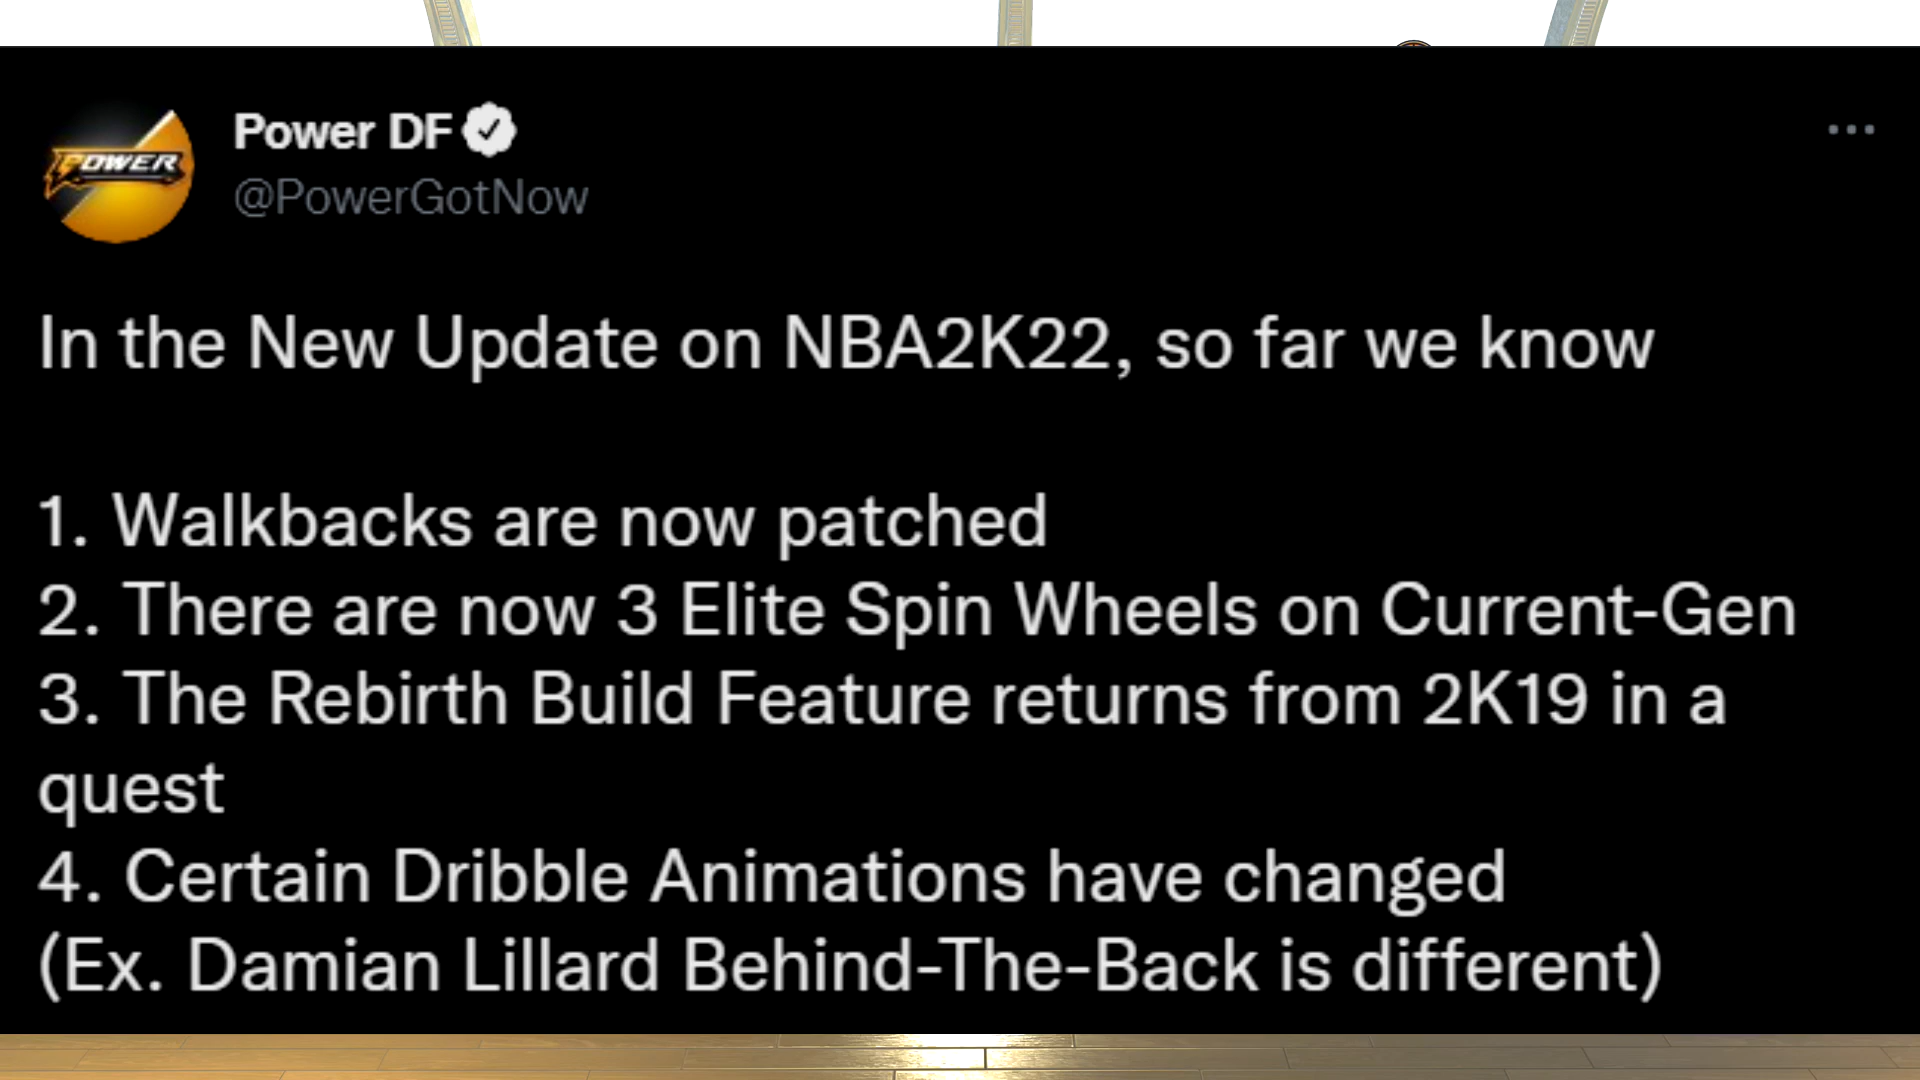 POWER
Power DF
@PowerGotNow
In the New Update on NBA2K22, so far we know
1. Walkbacks are now patched
2. There are now 3 Elite Spin Wheels on Current-Gen
3. The Rebirth Build Feature returns from 2K19 in a
quest
4. Certain Dribble Animations have changed
(Ex. Damian Lillard Behind-The-Back is different)